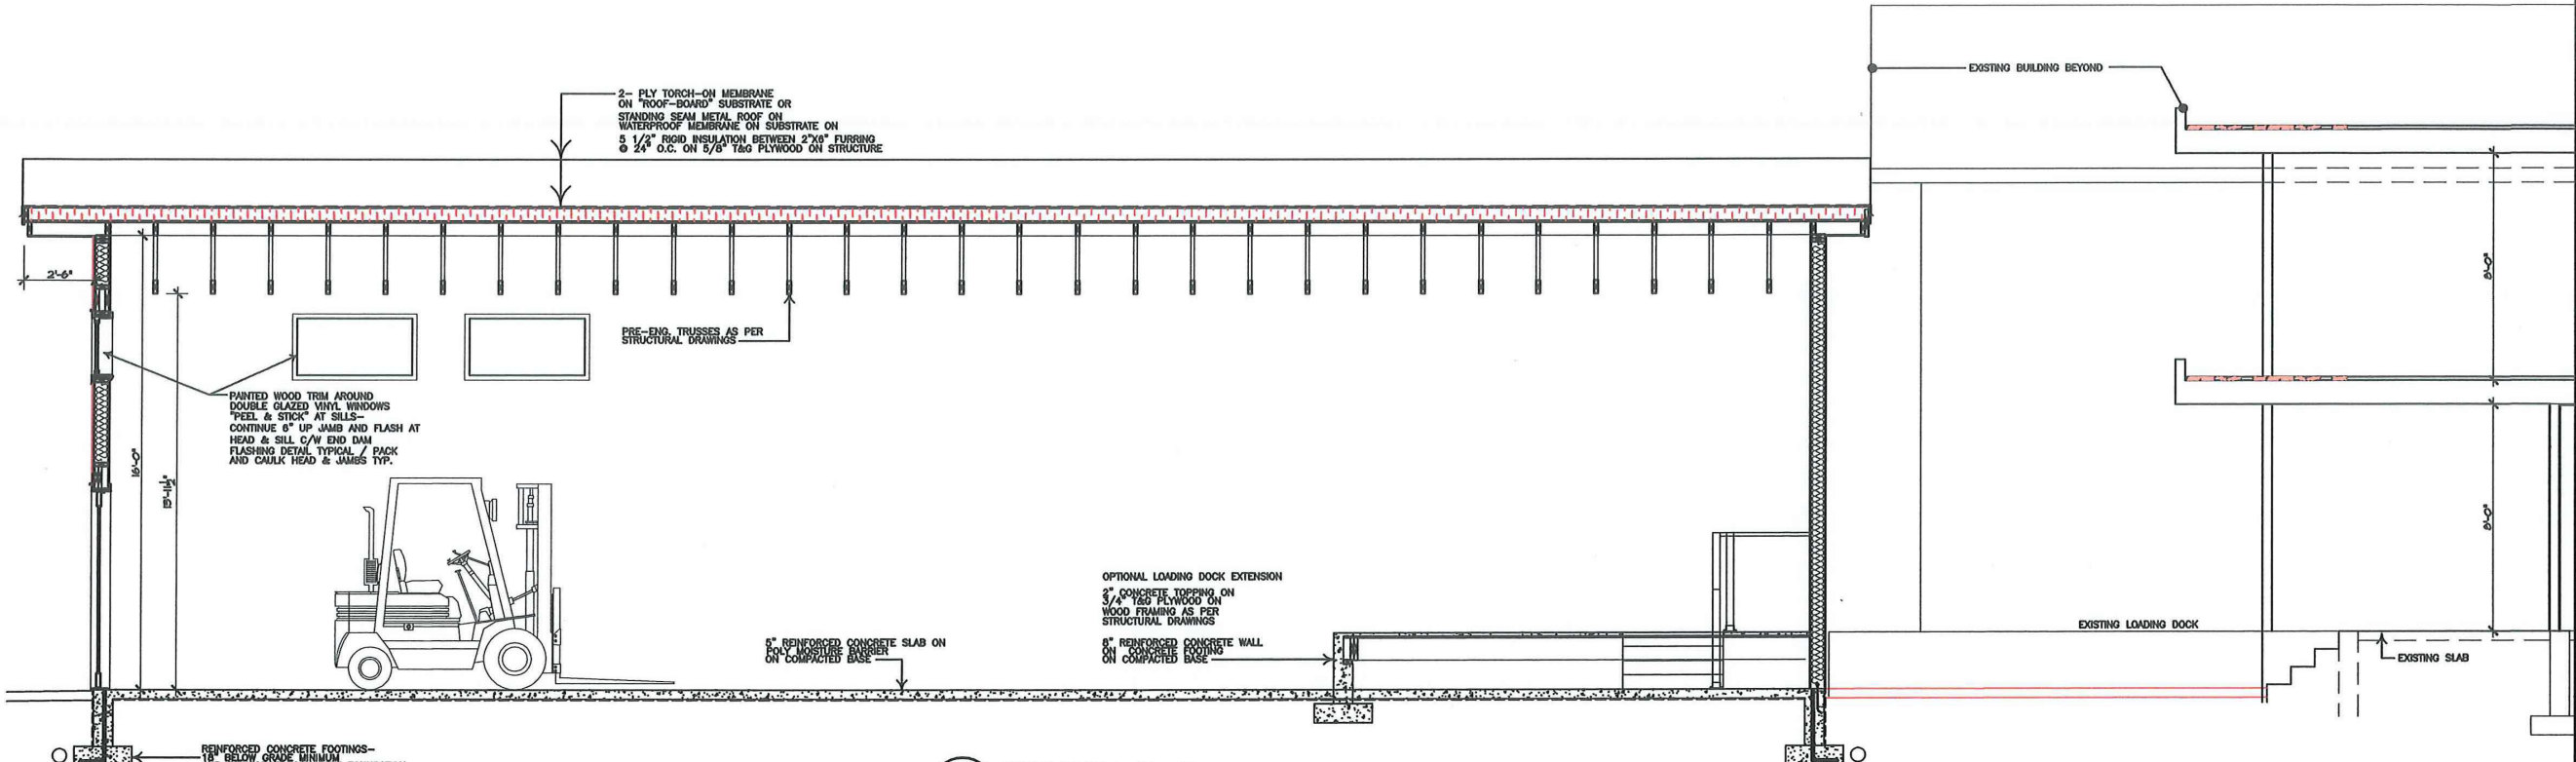 EXISTING BUILDING BEYOND
2- PLY TORCH-ON MEMBRANE
ON "ROOF-BOARD" SUBSTRATE OR
STANDING SEAM METAL ROOF ON
WATERPROOF MEMBRANE ON SUBSTRATE ON
5 1/2" RIGID INSULATION BETWEEN 2"X6" FURRING
@ 24" O.C. ON 5/8" T&G PLYWOOD ON STRUCTURE
2'-6"
8'-0"
PRE-ENG. TRUSSES AS PER
STRUCTURAL DRAWINGS
PAINTED WOOD TRIM AROUND
DOUBLE GLAZED VINYL WINDOWS
"PEEL & STICK" AT SILLS-
CONTINUE 6" UP JAMB AND FLASH AT
HEAD & SILL C/W END DAM
FLASHING DETAIL TYPICAL / PACK
AND CAULK HEAD & JAMBS TYP.
16'-0"
13'-11 1/2"
8'-0"
OPTIONAL LOADING DOCK EXTENSION
2" CONCRETE TOPPING ON
3/4" T&G PLYWOOD ON
WOOD FRAMING AS PER
STRUCTURAL DRAWINGS
8" REINFORCED CONCRETE WALL
ON CONCRETE FOOTING
ON COMPACTED BASE
5" REINFORCED CONCRETE SLAB ON
POLY MOISTURE BARRIER
ON COMPACTED BASE
EXISTING LOADING DOCK
EXISTING SLAB
REINFORCED CONCRETE FOOTINGS-
18" BELOW GRADE MINIMUM